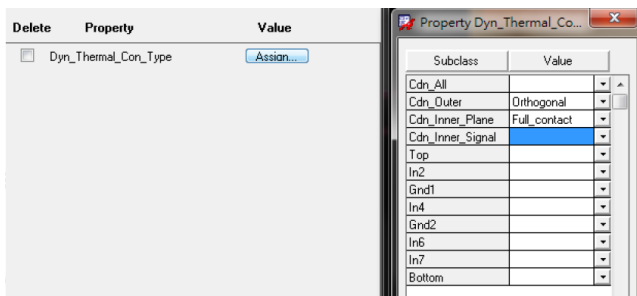 Delete Property Value
Dyn_Thermal_Con_Type Assign...
Property Dyn_Thermal_Co...
Subclass Value
Cdn_All
Cdn_Outer Orthogonal
Cdn_Inner_Plane Full_contact
Cdn_Inner_Signal
Top
In2
Gnd1
In4
Gnd2
In6
In7
Bottom